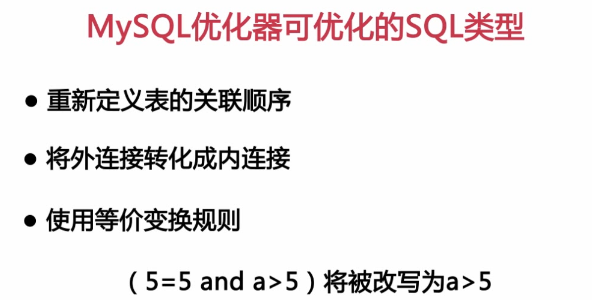 MySQL优化器可优化的SQL类型
● 重新定义表的关联顺序
● 将外连接转化成内连接
● 使用等价变换规则
（5=5 and a>5）将被改写为a>5